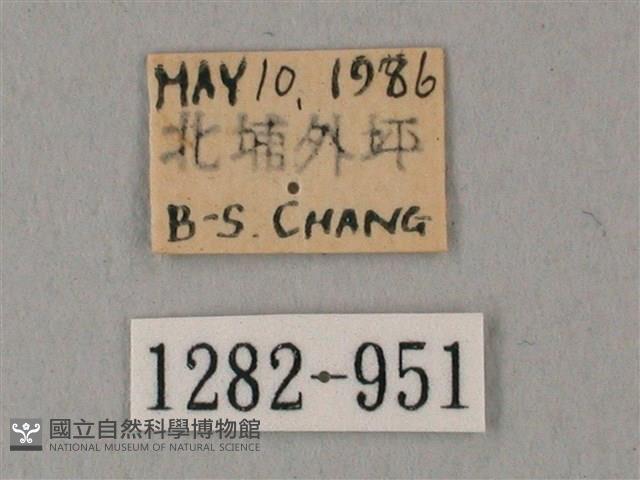 MAY 10, 1986
北埔外坪
B-S. CHANG
1282-951
國立自然科學博物館
NATIONAL MUSEUM OF NATURAL SCIENCE